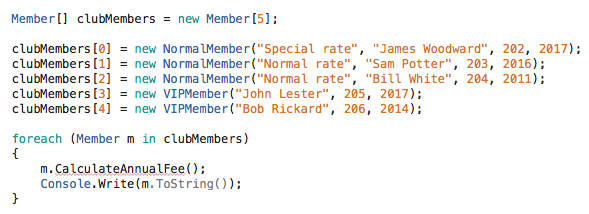 Member[] clubMembers = new Member[5];
clubMembers[0] = new NormalMember("Special rate", "James Woodward", 202, 2017);
clubMembers[1] = new NormalMember("Normal rate", "Sam Potter", 203, 2016);
clubMembers[2] = new NormalMember("Normal rate", "Bill White", 204, 2011);
clubMembers[3] = new VIPMember("John Lester", 205, 2017);
clubMembers[4] = new VIPMember("Bob Rickard", 206, 2014);
foreach (Member m in clubMembers)
{
    m.CalculateAnnualFee();
    Console.Write(m.ToString());
}